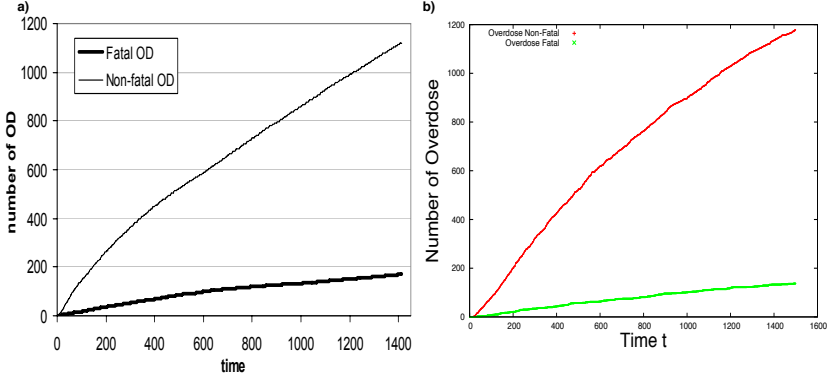 a)
Fatal OD
Non-fatal OD
number of OD
1200
1000
800
600
400
200
0
0 200 400 600 800 1000 1200 1400
time
b)
Overdose Non-Fatal
Overdose Fatal
Number of Overdose
1200
1000
800
600
400
200
0
0 200 400 600 800 1000 1200 1400 1600
Time t